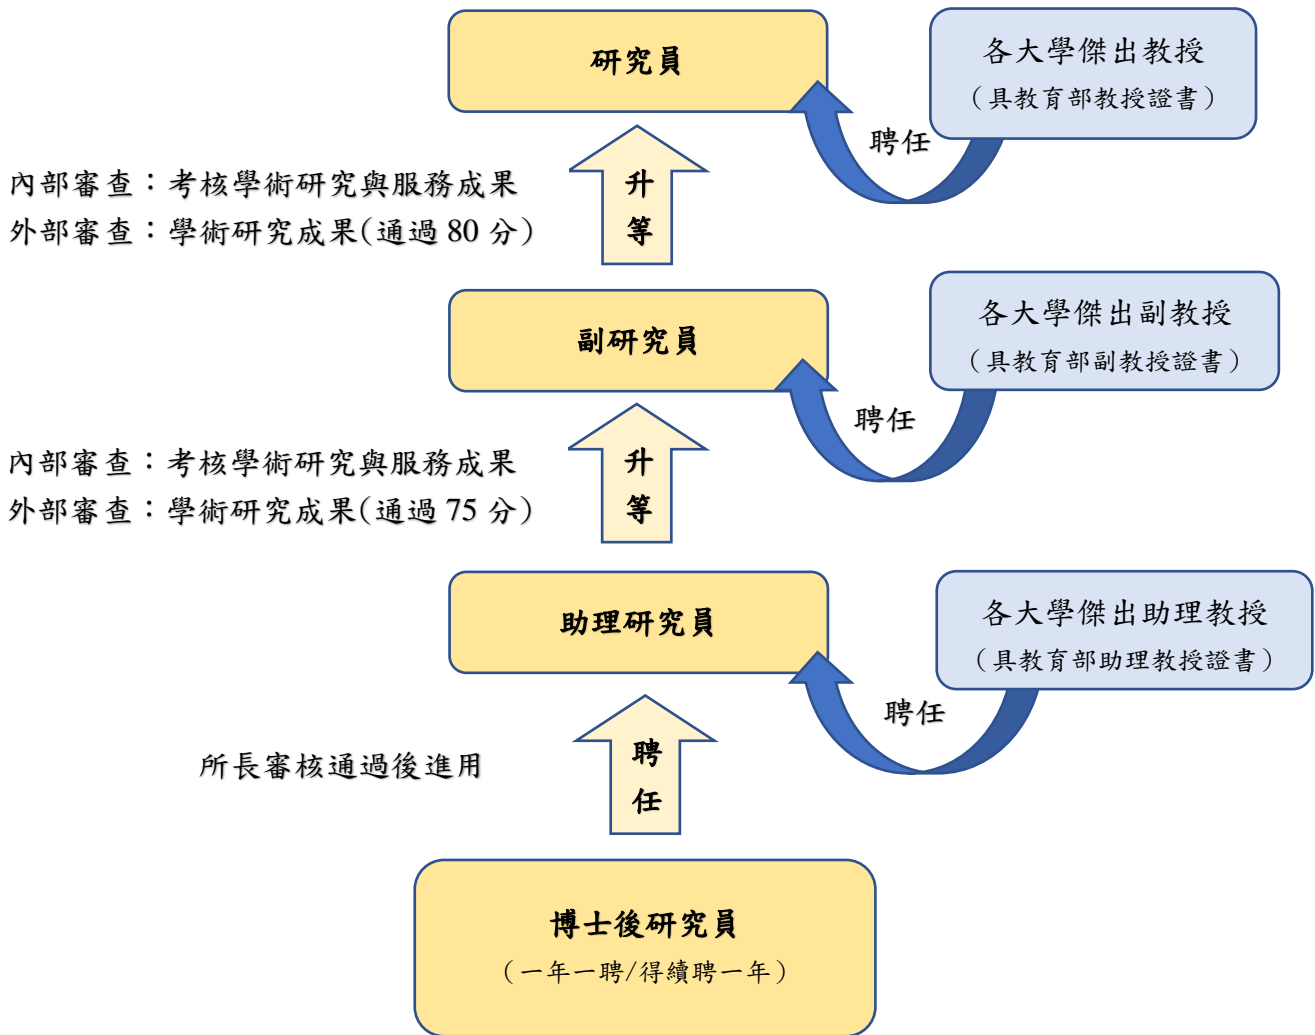 研究員
各大學傑出教授
（具教育部教授證書）
聘任
升
等
內部審查：考核學術研究與服務成果
外部審查：學術研究成果(通過 80 分)
副研究員
各大學傑出副教授
（具教育部副教授證書）
聘任
升
等
內部審查：考核學術研究與服務成果
外部審查：學術研究成果(通過 75 分)
助理研究員
各大學傑出助理教授
（具教育部助理教授證書）
聘任
聘
任
所長審核通過後進用
博士後研究員
（一年一聘/得續聘一年）